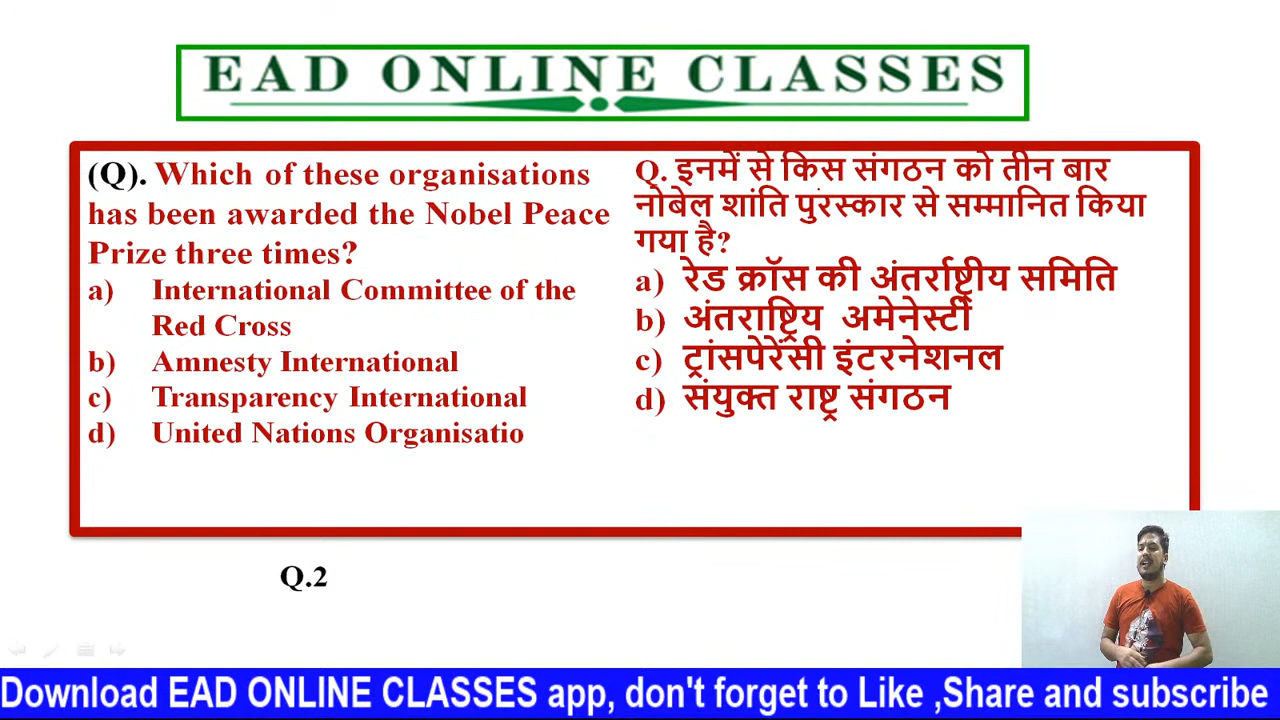 EAD ONLINE CLASSES
(Q). Which of these organisations
has been awarded the Nobel Peace
Prize three times?
a) International Committee of the
Red Cross
b) Amnesty International
c) Transparency International
d) United Nations Organisatio
Q. इनमें से किस संगठन को तीन बार
नोबेल शांति पुरस्कार से सम्मानित किया
गया है?
a) रेड क्रॉस की अंतर्राष्ट्रीय समिति
b) अंतराष्ट्रिय अमेनेस्टी
c) ट्रांसपेरेंसी इंटरनेशनल
d) संयुक्त राष्ट्र संगठन
Q.2
Download EAD ONLINE CLASSES app, don't forget to Like ,Share and subscribe